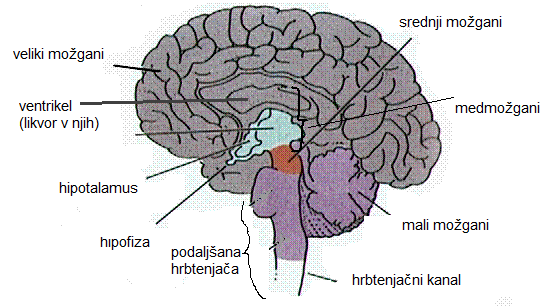 srednji možgani
veliki možgani
ventrikel
(likvor v njih)
medmožgani
hipotalamus
mali možgani
hipofiza
podaljšana
hrbtenjača
hrbtenjačni kanal